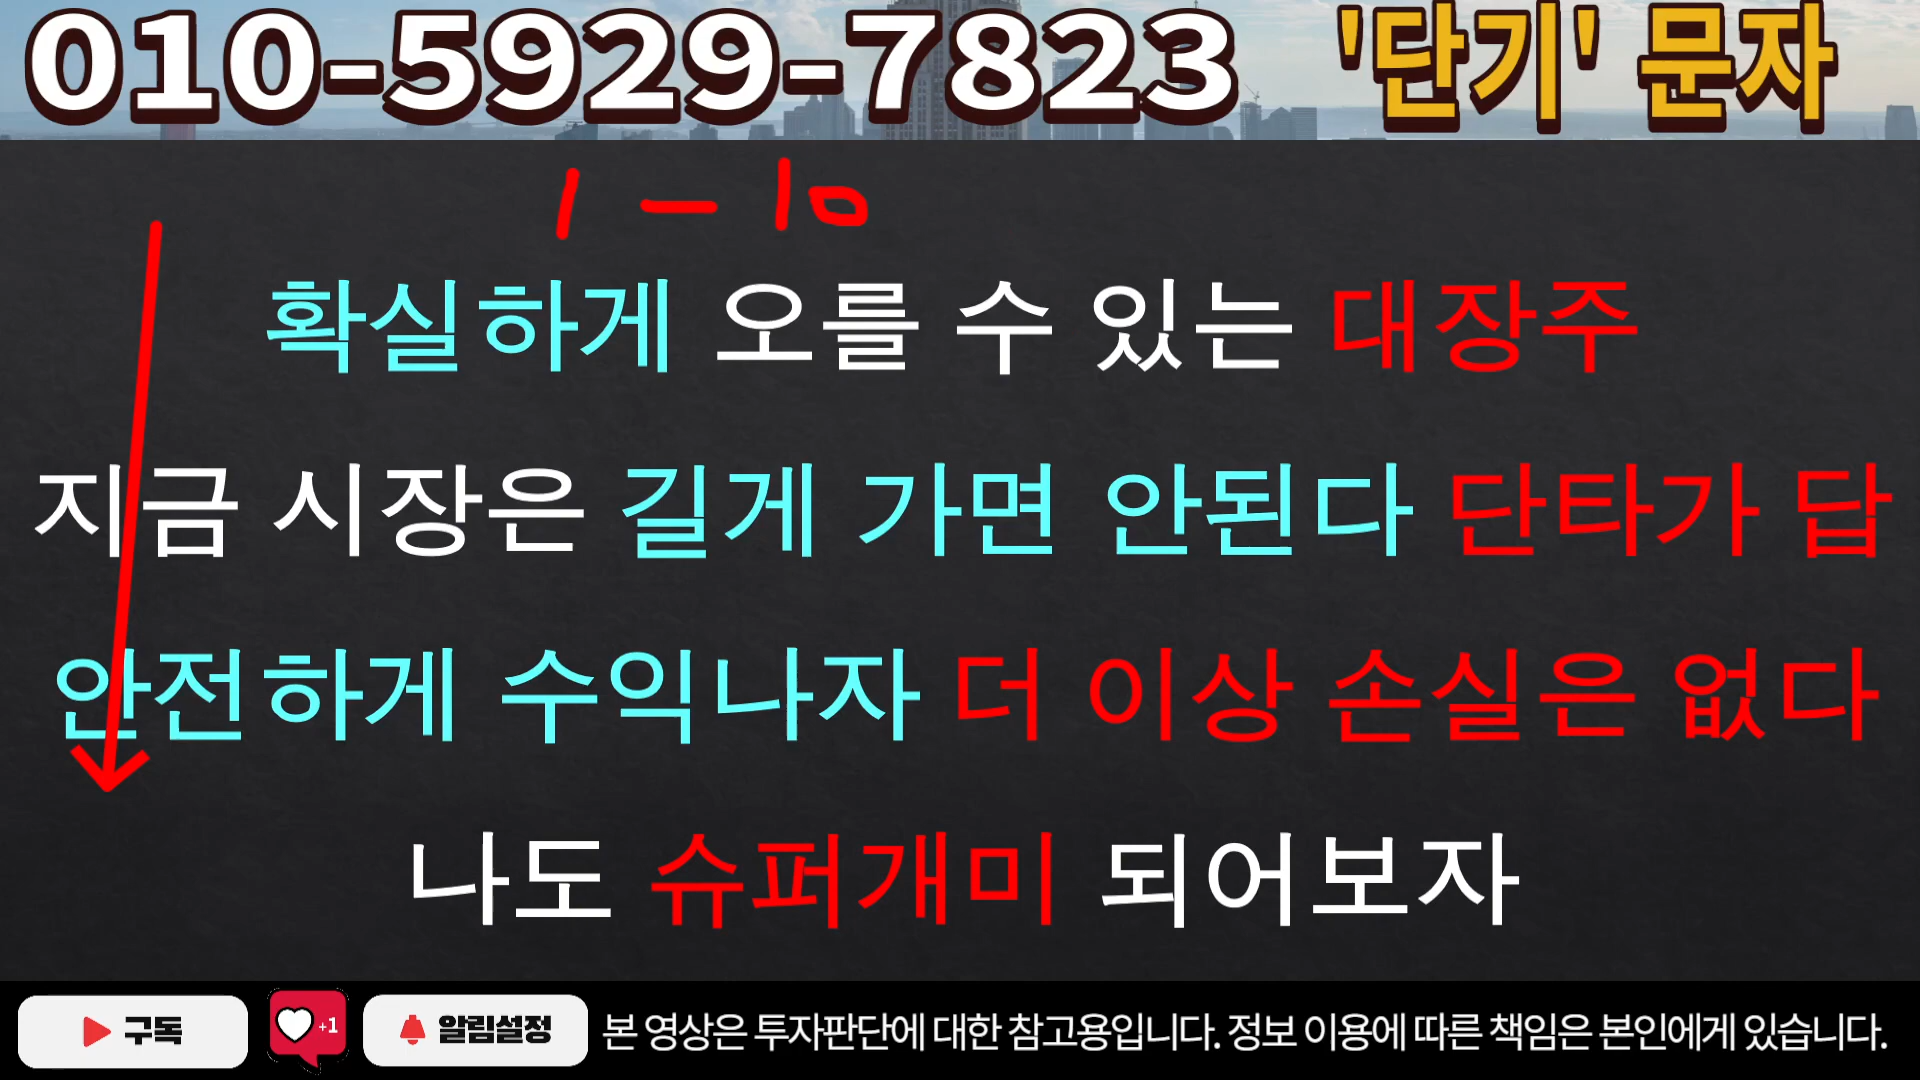 010-5929-7823 '단기' 문자
1 - 10
확실하게 오를 수 있는 대장주
지금 시장은 길게 가면 안된다 단타가 답
안전하게 수익나자 더 이상 손실은 없다
나도 슈퍼개미 되어보자
구독 +1 알림설정 본 영상은 투자판단에 대한 참고용입니다. 정보 이용에 따른 책임은 본인에게 있습니다.